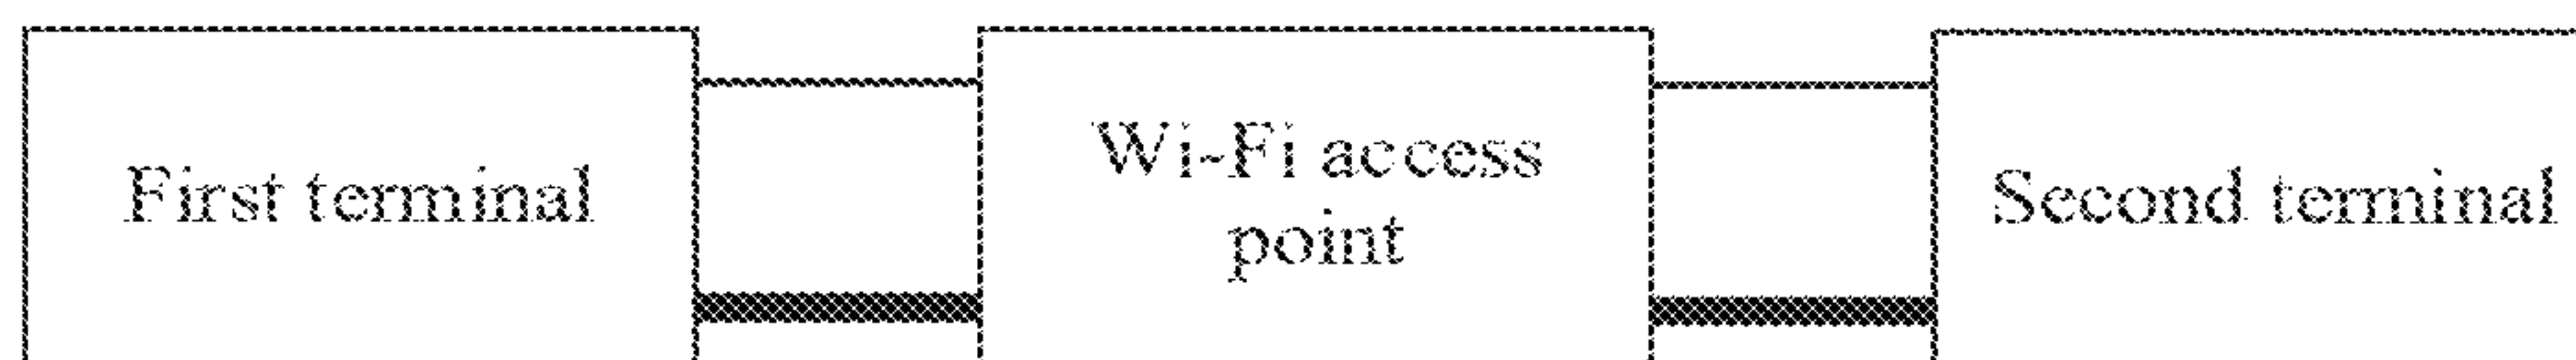 First terminal
Wi-Fi access
point
Second terminal